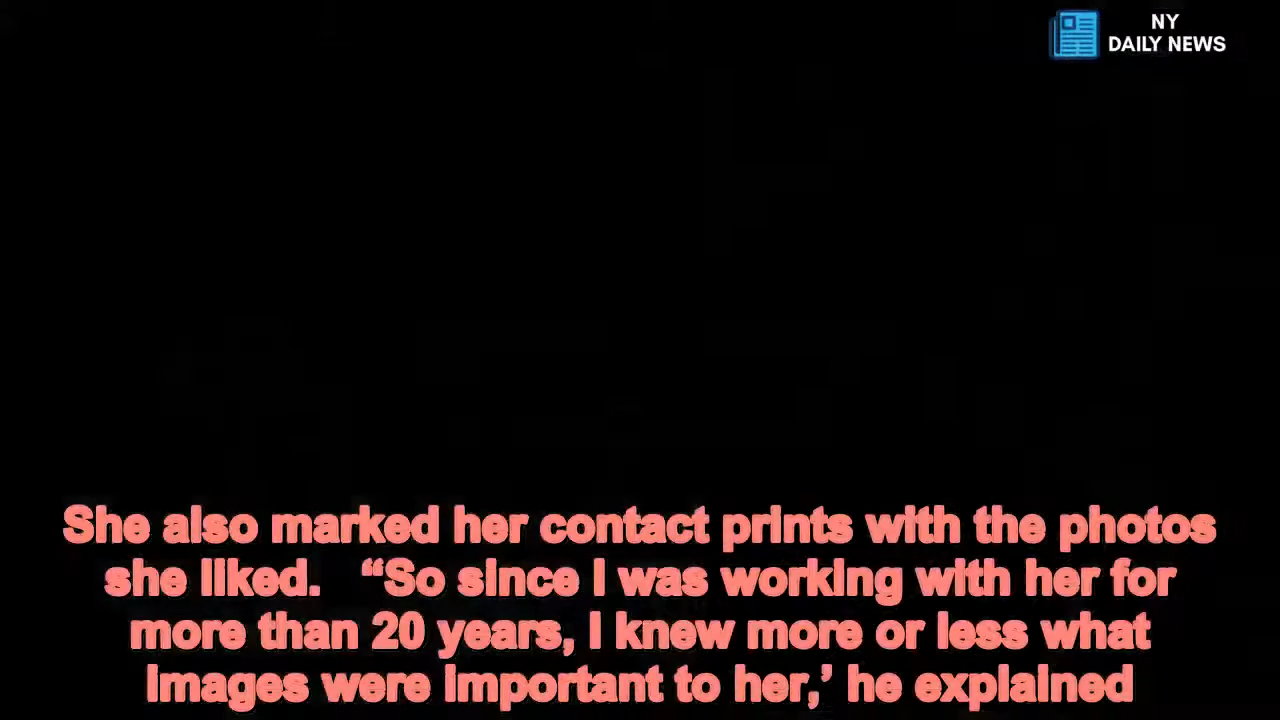 NY
DAILY NEWS
She also marked her contact prints with the photos
she liked.   “So since I was working with her for
more than 20 years, I knew more or less what
images were important to her,’ he explained